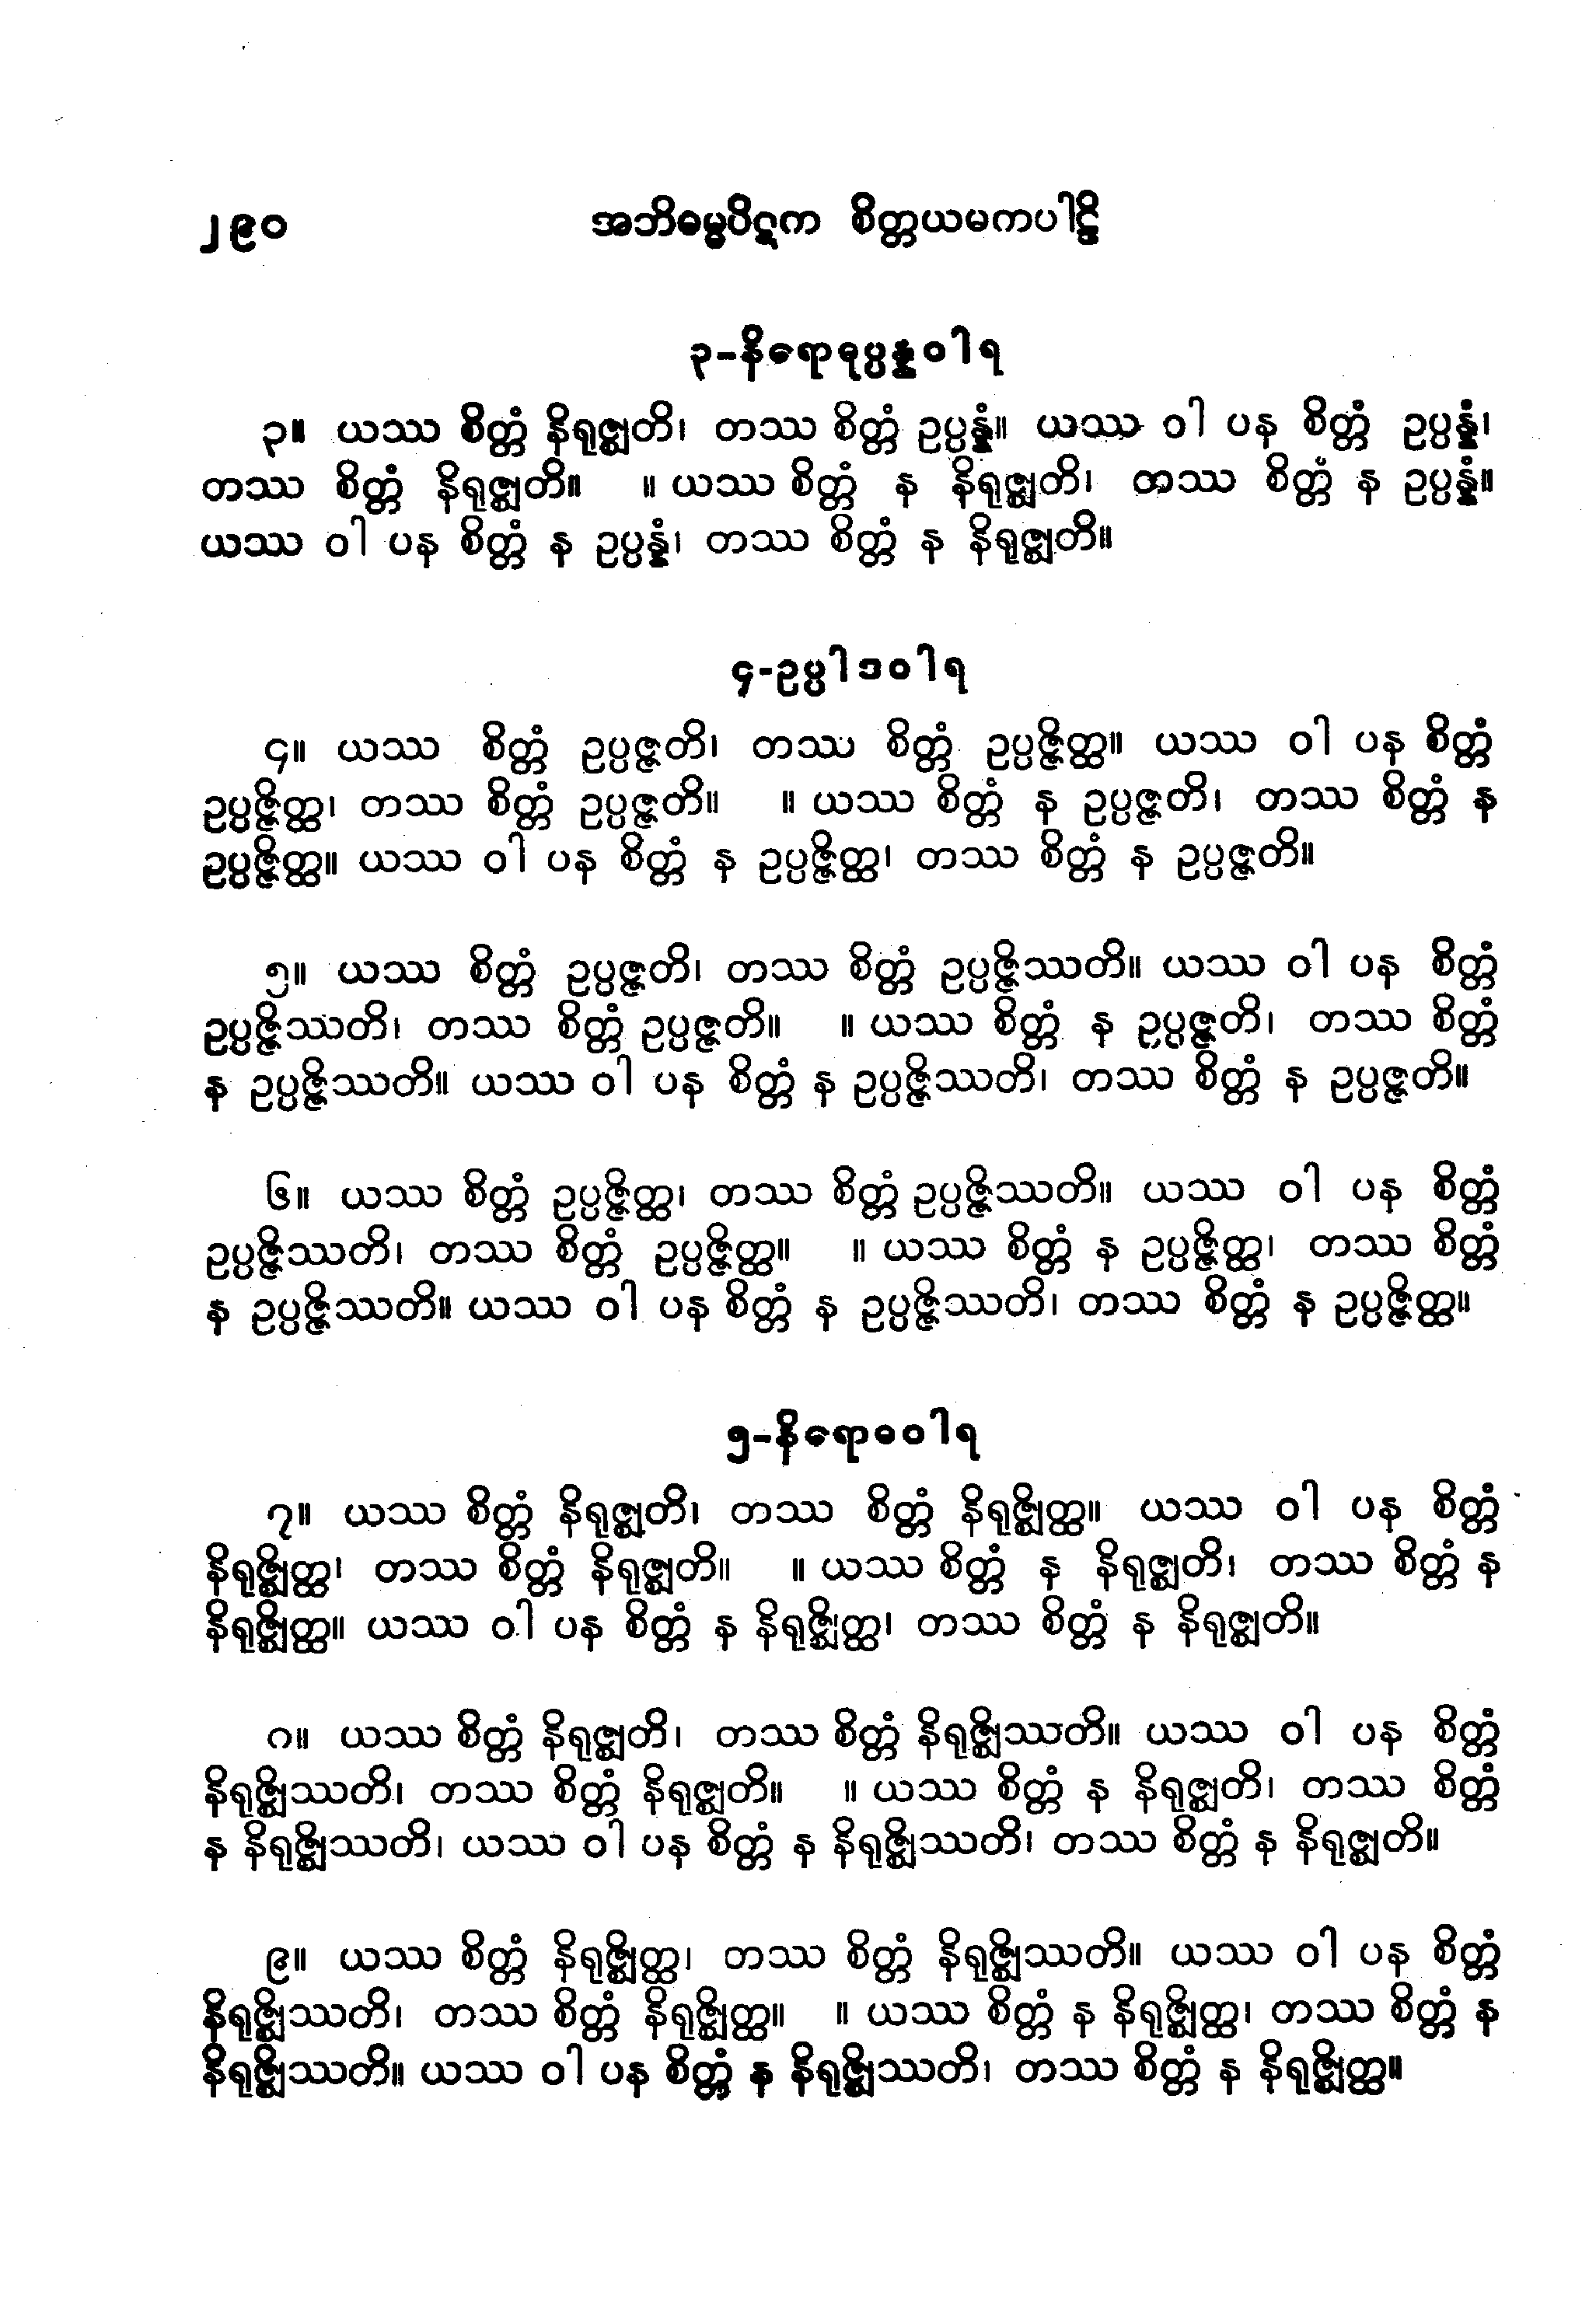 ၂၉၀ အဘိဓမ္မပိဋက စိတ္တယမကပါဠိ
၃-နိရောဓုပ္ပန္နဝါရ
၃။ ယဿ စိတ္တံ နိရုဇ္ဈတိ၊ တဿ စိတ္တံ ဥပ္ပန္နံ။ ယဿ ဝါ ပန စိတ္တံ ဥပ္ပန္နံ၊
တဿ စိတ္တံ နိရုဇ္ဈတိ။ ။ ယဿ စိတ္တံ န နိရုဇ္ဈတိ၊ တဿ စိတ္တံ န ဥပ္ပန္နံ။
ယဿ ဝါ ပန စိတ္တံ န ဥပ္ပန္နံ၊ တဿ စိတ္တံ န နိရုဇ္ဈတိ။
၄-ဥပ္ပါဒဝါရ
၄။ ယဿ စိတ္တံ ဥပ္ပဇ္ဇတိ၊ တဿ စိတ္တံ ဥပ္ပဇ္ဇိတ္ထ။ ယဿ ဝါ ပန စိတ္တံ
ဥပ္ပဇ္ဇိတ္ထ၊ တဿ စိတ္တံ ဥပ္ပဇ္ဇတိ။ ။ ယဿ စိတ္တံ န ဥပ္ပဇ္ဇတိ၊ တဿ စိတ္တံ န
ဥပ္ပဇ္ဇိတ္ထ။ ယဿ ဝါ ပန စိတ္တံ န ဥပ္ပဇ္ဇိတ္ထ၊ တဿ စိတ္တံ န ဥပ္ပဇ္ဇတိ။
၅။ ယဿ စိတ္တံ ဥပ္ပဇ္ဇတိ၊ တဿ စိတ္တံ ဥပ္ပဇ္ဇိဿတိ။ ယဿ ဝါ ပန စိတ္တံ
ဥပ္ပဇ္ဇိဿတိ၊ တဿ စိတ္တံ ဥပ္ပဇ္ဇတိ။ ။ ယဿ စိတ္တံ န ဥပ္ပဇ္ဇတိ၊ တဿ စိတ္တံ
န ဥပ္ပဇ္ဇိဿတိ။ ယဿ ဝါ ပန စိတ္တံ န ဥပ္ပဇ္ဇိဿတိ၊ တဿ စိတ္တံ န ဥပ္ပဇ္ဇတိ။
၆။ ယဿ စိတ္တံ ဥပ္ပဇ္ဇိတ္ထ၊ တဿ စိတ္တံ ဥပ္ပဇ္ဇိဿတိ။ ယဿ ဝါ ပန စိတ္တံ
ဥပ္ပဇ္ဇိဿတိ၊ တဿ စိတ္တံ ဥပ္ပဇ္ဇိတ္ထ။ ။ ယဿ စိတ္တံ န ဥပ္ပဇ္ဇိတ္ထ၊ တဿ စိတ္တံ
န ဥပ္ပဇ္ဇိဿတိ။ ယဿ ဝါ ပန စိတ္တံ န ဥပ္ပဇ္ဇိဿတိ၊ တဿ စိတ္တံ န ဥပ္ပဇ္ဇိတ္ထ။
၅-နိရောဓဝါရ
၇။ ယဿ စိတ္တံ နိရုဇ္ဈတိ၊ တဿ စိတ္တံ နိရုဇ္ဈိတ္ထ။ ယဿ ဝါ ပန စိတ္တံ
နိရုဇ္ဈိတ္ထ၊ တဿ စိတ္တံ နိရုဇ္ဈတိ။ ။ ယဿ စိတ္တံ န နိရုဇ္ဈတိ၊ တဿ စိတ္တံ န
နိရုဇ္ဈိတ္ထ။ ယဿ ဝါ ပန စိတ္တံ န နိရုဇ္ဈိတ္ထ၊ တဿ စိတ္တံ န နိရုဇ္ဈတိ။
၈။ ယဿ စိတ္တံ နိရုဇ္ဈတိ၊ တဿ စိတ္တံ နိရုဇ္ဈိဿတိ။ ယဿ ဝါ ပန စိတ္တံ
နိရုဇ္ဈိဿတိ၊ တဿ စိတ္တံ နိရုဇ္ဈတိ။ ။ ယဿ စိတ္တံ န နိရုဇ္ဈတိ၊ တဿ စိတ္တံ
န နိရုဇ္ဈိဿတိ၊ ယဿ ဝါ ပန စိတ္တံ န နိရုဇ္ဈိဿတိ၊ တဿ စိတ္တံ န နိရုဇ္ဈတိ။
၉။ ယဿ စိတ္တံ နိရုဇ္ဈိတ္ထ၊ တဿ စိတ္တံ နိရုဇ္ဈိဿတိ။ ယဿ ဝါ ပန စိတ္တံ
နိရုဇ္ဈိဿတိ၊ တဿ စိတ္တံ နိရုဇ္ဈိတ္ထ။ ။ ယဿ စိတ္တံ န နိရုဇ္ဈိတ္ထ၊ တဿ စိတ္တံ န
နိရုဇ္ဈိဿတိ။ ယဿ ဝါ ပန စိတ္တံ န နိရုဇ္ဈိဿတိ၊ တဿ စိတ္တံ န နိရုဇ္ဈိတ္ထ။